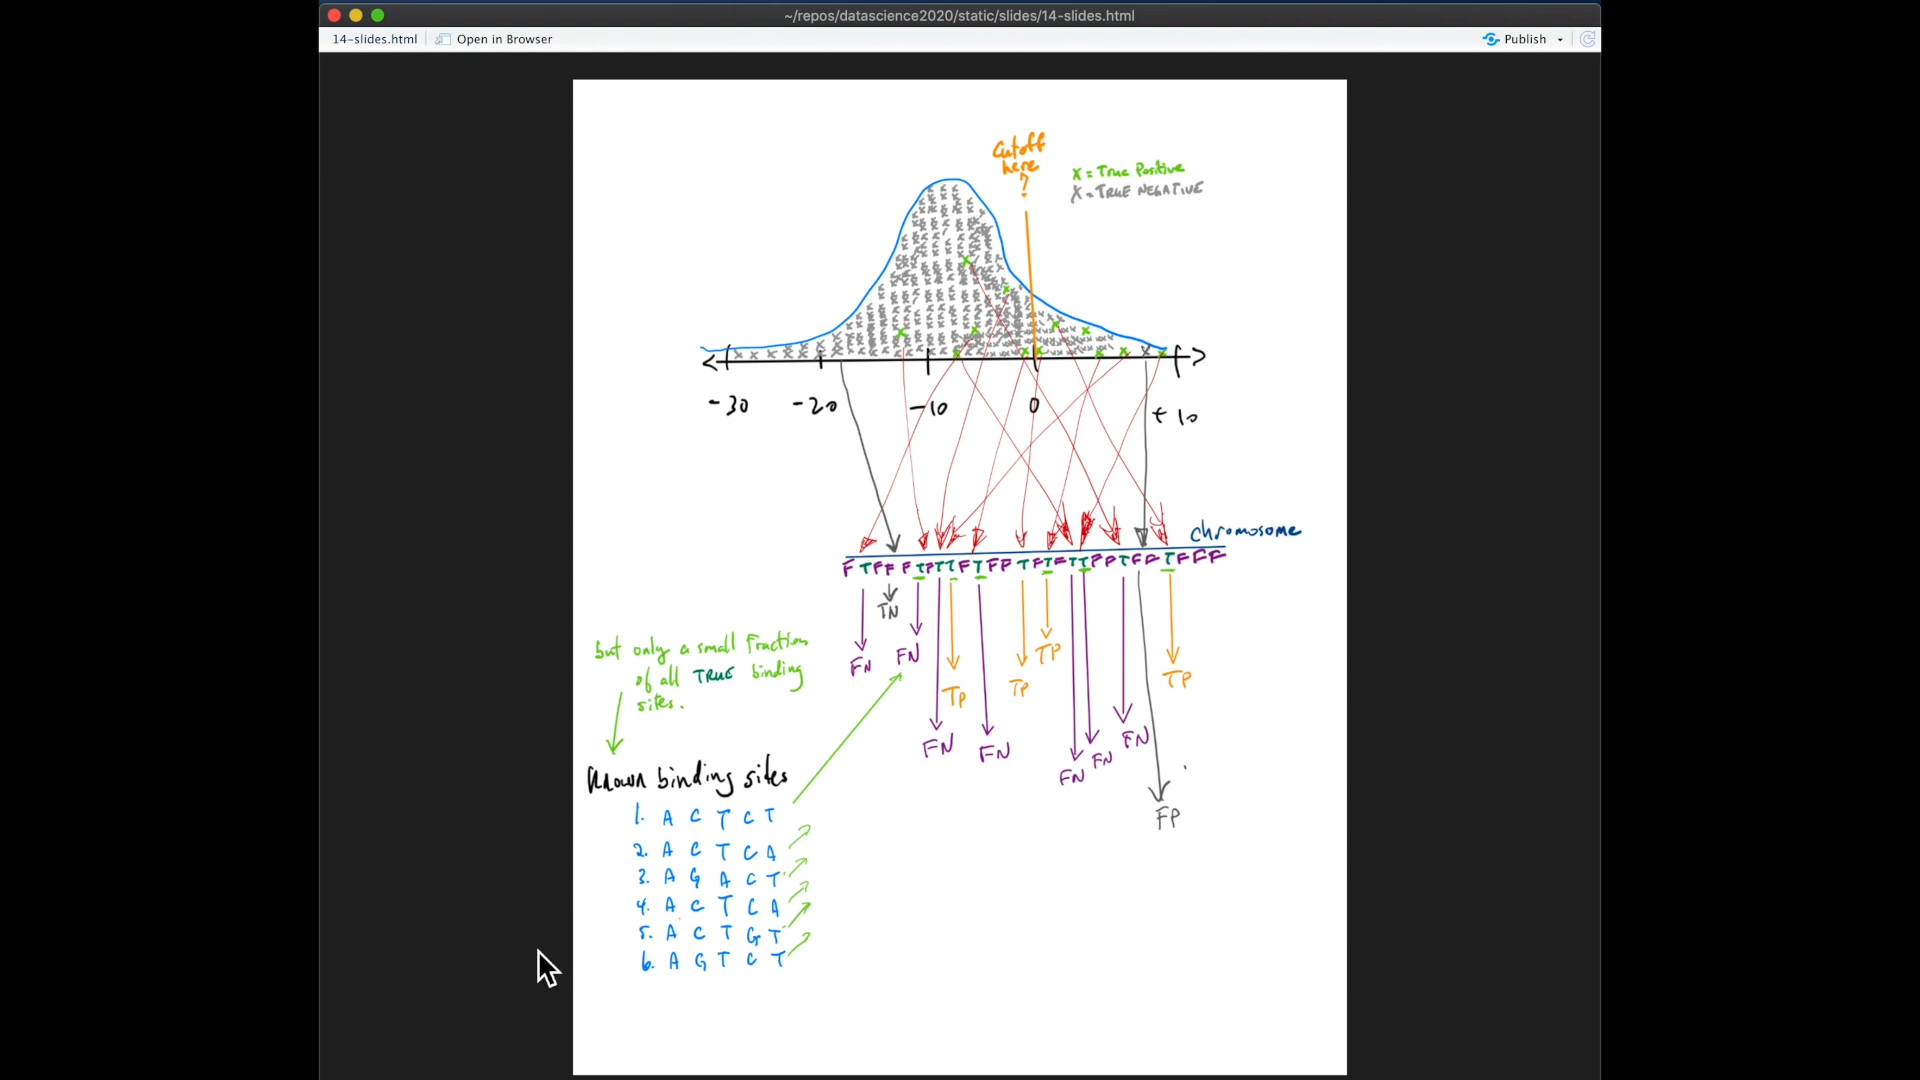 ~/repos/datascience2020/static/slides/14-slides.html
14-slides.html Open in Browser Publish
Cutoff
here
?
x = True Positive
X = TRUE NEGATIVE
-30 -20 -10 0 +10
chromosome
F T F F F T F T T F T F F T F T F T T F F T F F T F F F
TN
FN FN TP TP TP TP
FN FN FN FN FN
FP
but only a small fraction
of all TRUE binding
sites.
Known binding sites
1. A C T C T
2. A C T C A
3. A G A C T
4. A C T C A
5. A C T G T
6. A G T C T